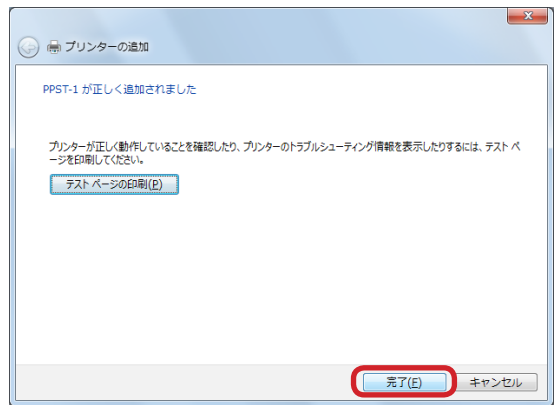 プリンターの追加
PPST-1 が正しく追加されました
プリンターが正しく動作していることを確認したり、プリンターのトラブルシューティング情報を表示したりするには、テスト ペ
ージを印刷してください。
テスト ページの印刷(P)
完了(F) キャンセル